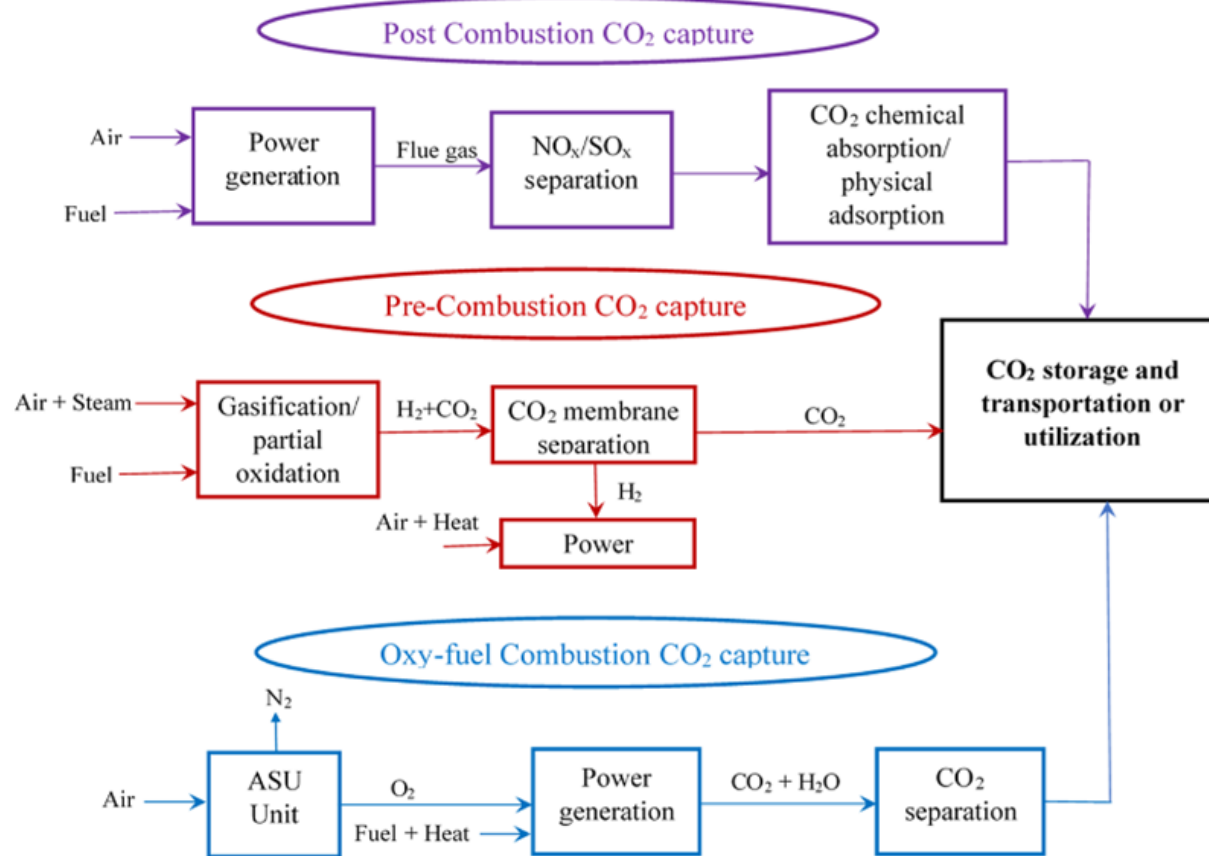 Post Combustion CO₂ capture
Air
Fuel
Power
generation
Flue gas
NOₓ/SOₓ
separation
CO₂ chemical
absorption/
physical
adsorption
Pre-Combustion CO₂ capture
Air + Steam
Fuel
Gasification/
partial
oxidation
H₂+CO₂
CO₂ membrane
separation
CO₂
H₂
Air + Heat
Power
CO₂ storage and
transportation or
utilization
Oxy-fuel Combustion CO₂ capture
N₂
Air
ASU
Unit
O₂
Fuel + Heat
Power
generation
CO₂ + H₂O
CO₂
separation